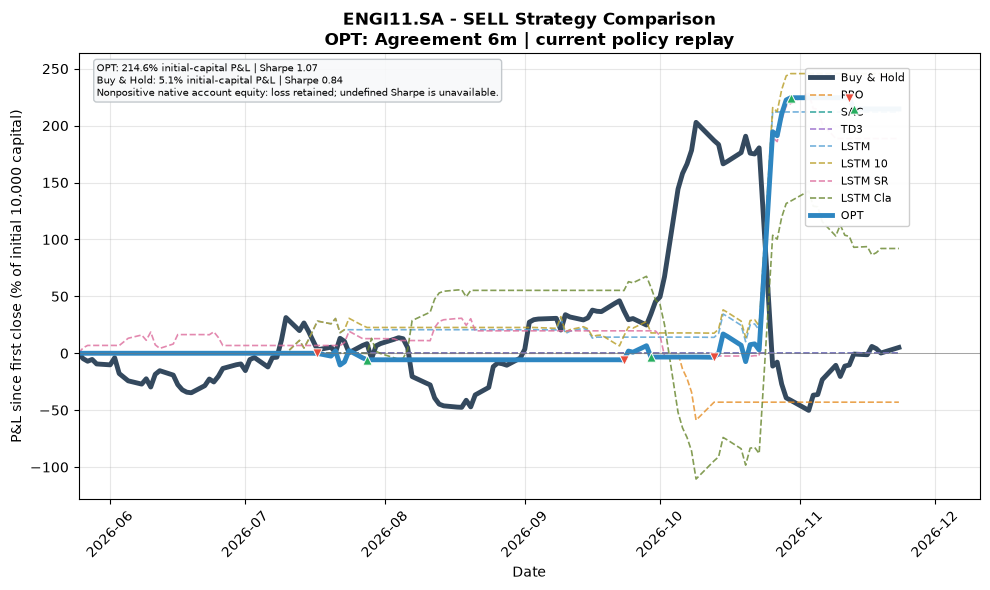 ENGI11.SA - SELL Strategy Comparison
OPT: Agreement 6m | current policy replay
OPT: 214.6% initial-capital P&L | Sharpe 1.07
Buy & Hold: 5.1% initial-capital P&L | Sharpe 0.84
Nonpositive native account equity: loss retained; undefined Sharpe is unavailable.
Buy & Hold
PPO
SAC
TD3
LSTM
LSTM 10
LSTM SR
LSTM Cla
OPT
P&L since first close (% of initial 10,000 capital)
250
200
150
100
50
0
−50
−100
2026-06
2026-07
2026-08
2026-09
2026-10
2026-11
2026-12
Date